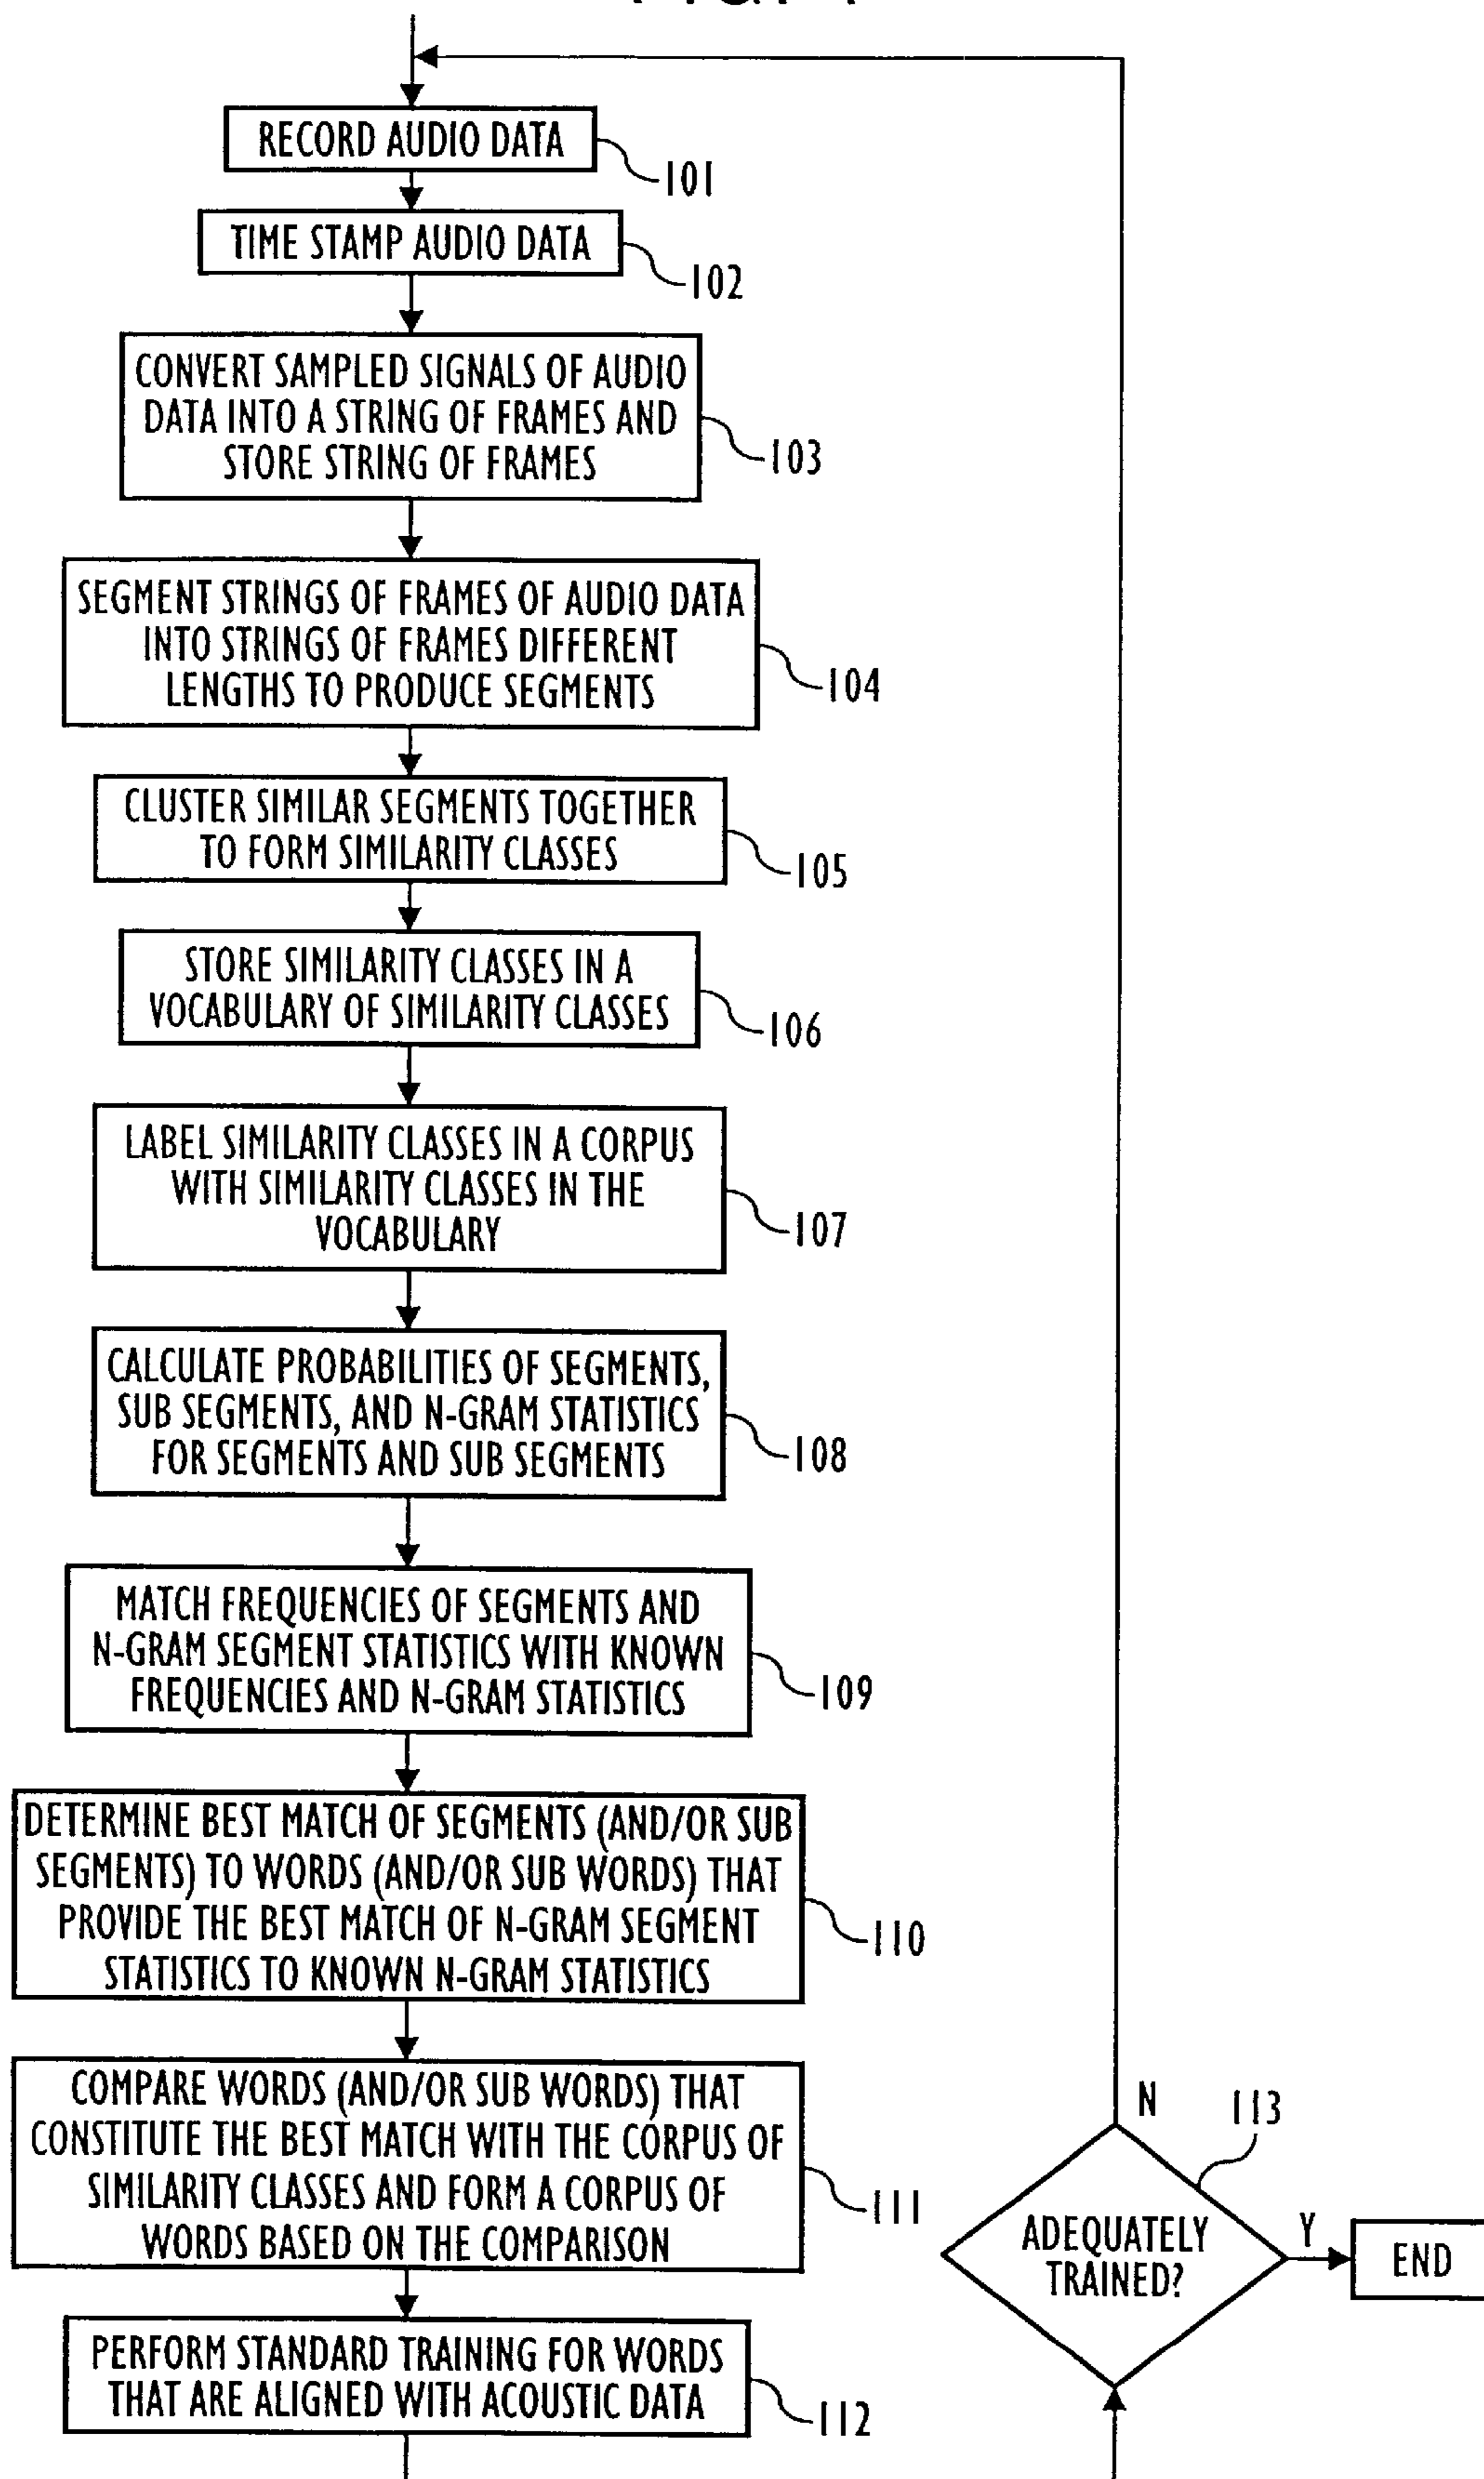 RECORD AUDIO DATA
101
TIME STAMP AUDIO DATA
102
CONVERT SAMPLED SIGNALS OF AUDIO
DATA INTO A STRING OF FRAMES AND
STORE STRING OF FRAMES
103
SEGMENT STRINGS OF FRAMES OF AUDIO DATA
INTO STRINGS OF FRAMES DIFFERENT
LENGTHS TO PRODUCE SEGMENTS
104
CLUSTER SIMILAR SEGMENTS TOGETHER
TO FORM SIMILARITY CLASSES
105
STORE SIMILARITY CLASSES IN A
VOCABULARY OF SIMILARITY CLASSES
106
LABEL SIMILARITY CLASSES IN A CORPUS
WITH SIMILARITY CLASSES IN THE
VOCABULARY
107
CALCULATE PROBABILITIES OF SEGMENTS,
SUB SEGMENTS, AND N-GRAM STATISTICS
FOR SEGMENTS AND SUB SEGMENTS
108
MATCH FREQUENCIES OF SEGMENTS AND
N-GRAM SEGMENT STATISTICS WITH KNOWN
FREQUENCIES AND N-GRAM STATISTICS
109
DETERMINE BEST MATCH OF SEGMENTS (AND/OR SUB
SEGMENTS) TO WORDS (AND/OR SUB WORDS) THAT
PROVIDE THE BEST MATCH OF N-GRAM SEGMENT
STATISTICS TO KNOWN N-GRAM STATISTICS
110
COMPARE WORDS (AND/OR SUB WORDS) THAT
CONSTITUTE THE BEST MATCH WITH THE CORPUS OF
SIMILARITY CLASSES AND FORM A CORPUS OF
WORDS BASED ON THE COMPARISON
111
PERFORM STANDARD TRAINING FOR WORDS
THAT ARE ALIGNED WITH ACOUSTIC DATA
112
N
113
ADEQUATELY
TRAINED?
Y
END